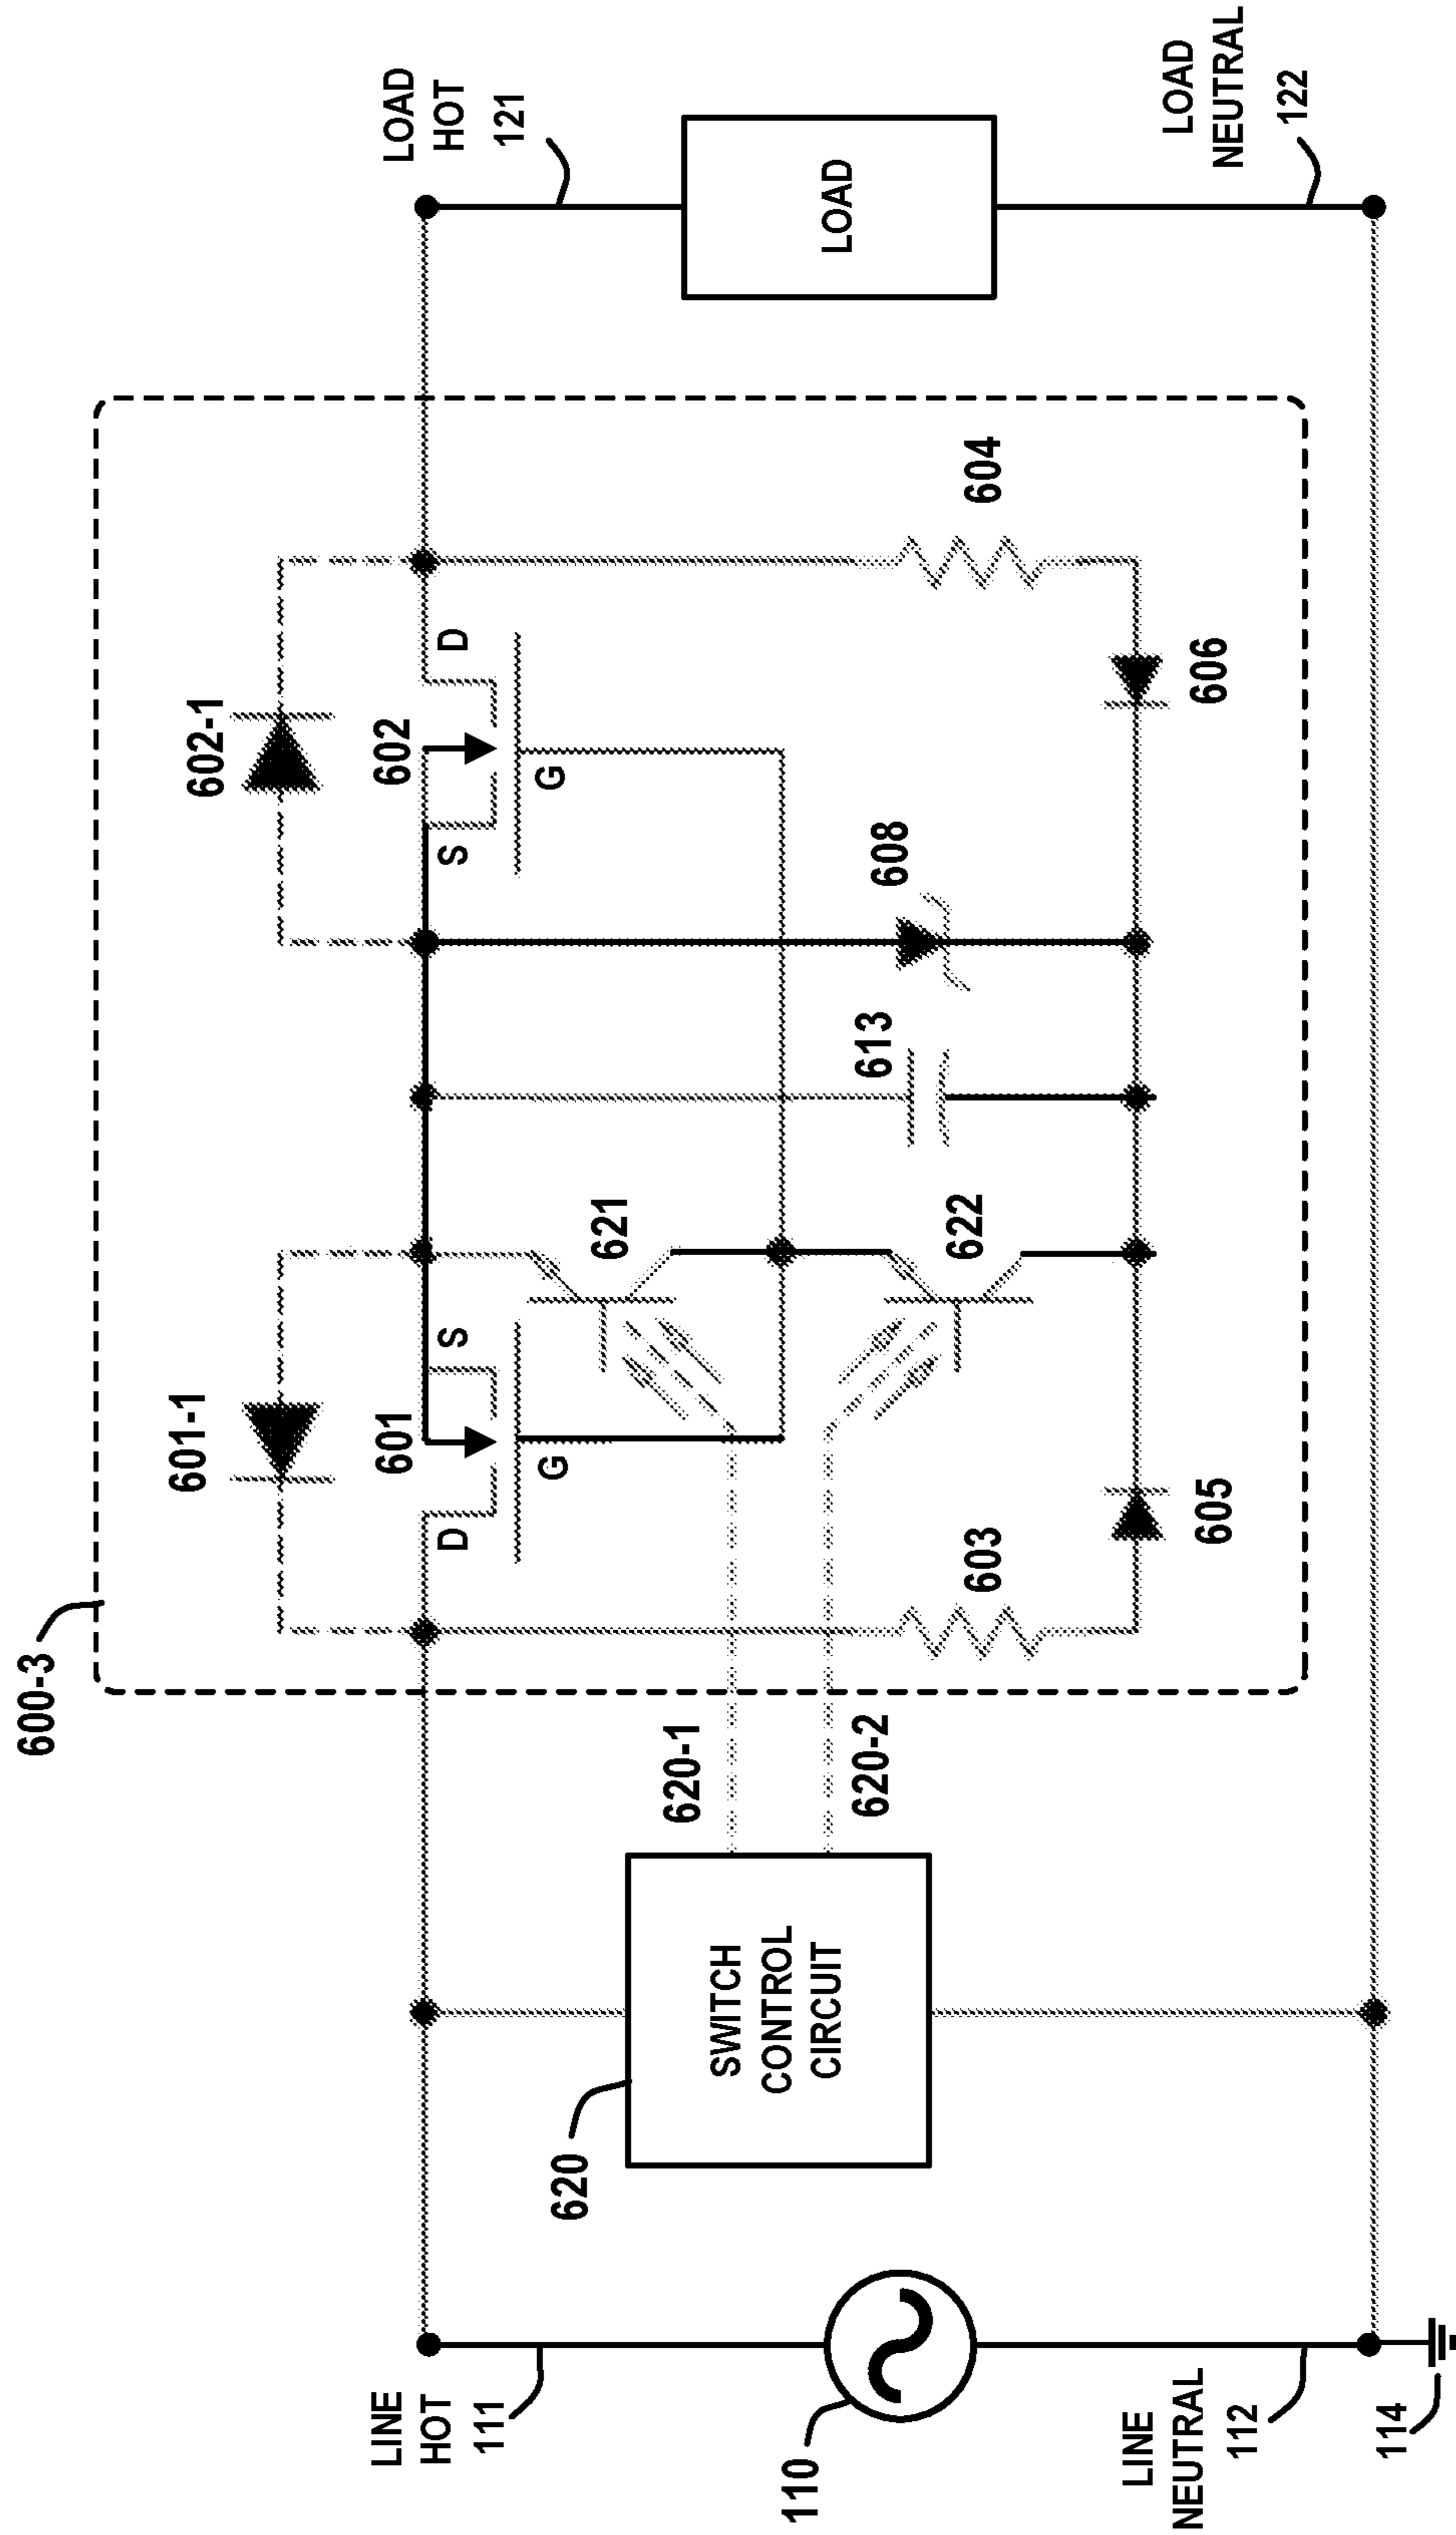 600-3
LINE
HOT
111
110
LINE
NEUTRAL
112
114
620
SWITCH
CONTROL
CIRCUIT
620-1
620-2
601-1
601
D
S
G
603
605
621
622
613
608
602-1
602
S
D
G
604
606
LOAD
HOT
121
LOAD
LOAD
NEUTRAL
122